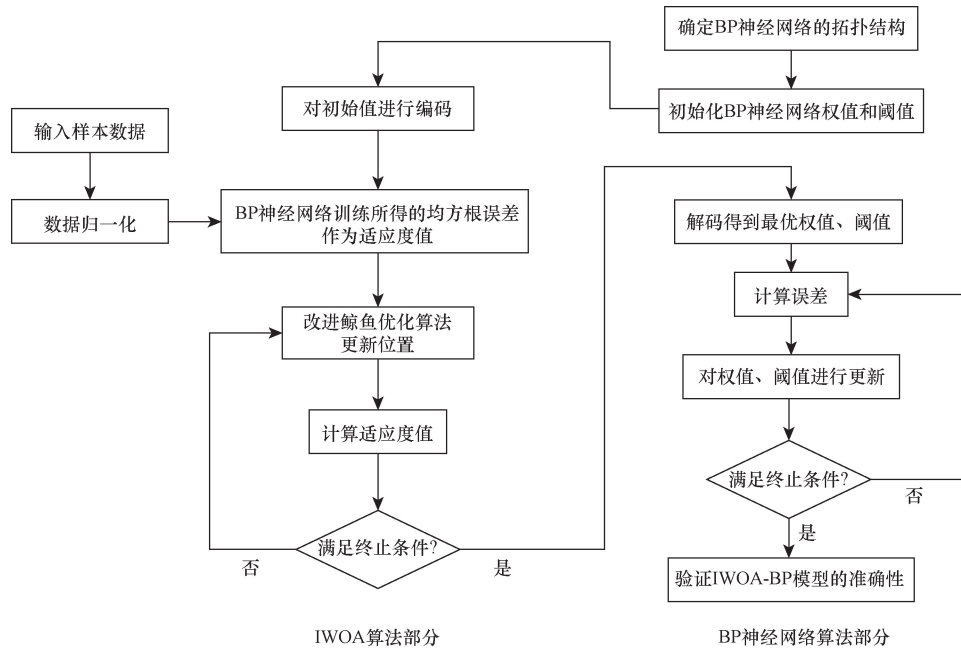 确定BP神经网络的拓扑结构
初始化BP神经网络权值和阈值
对初始值进行编码
输入样本数据
数据归一化
BP神经网络训练所得的均方根误差
作为适应度值
改进鲸鱼优化算法
更新位置
计算适应度值
满足终止条件?
否
是
IWOA算法部分
解码得到最优权值、阈值
计算误差
对权值、阈值进行更新
满足终止条件?
否
是
验证IWOA-BP模型的准确性
BP神经网络算法部分